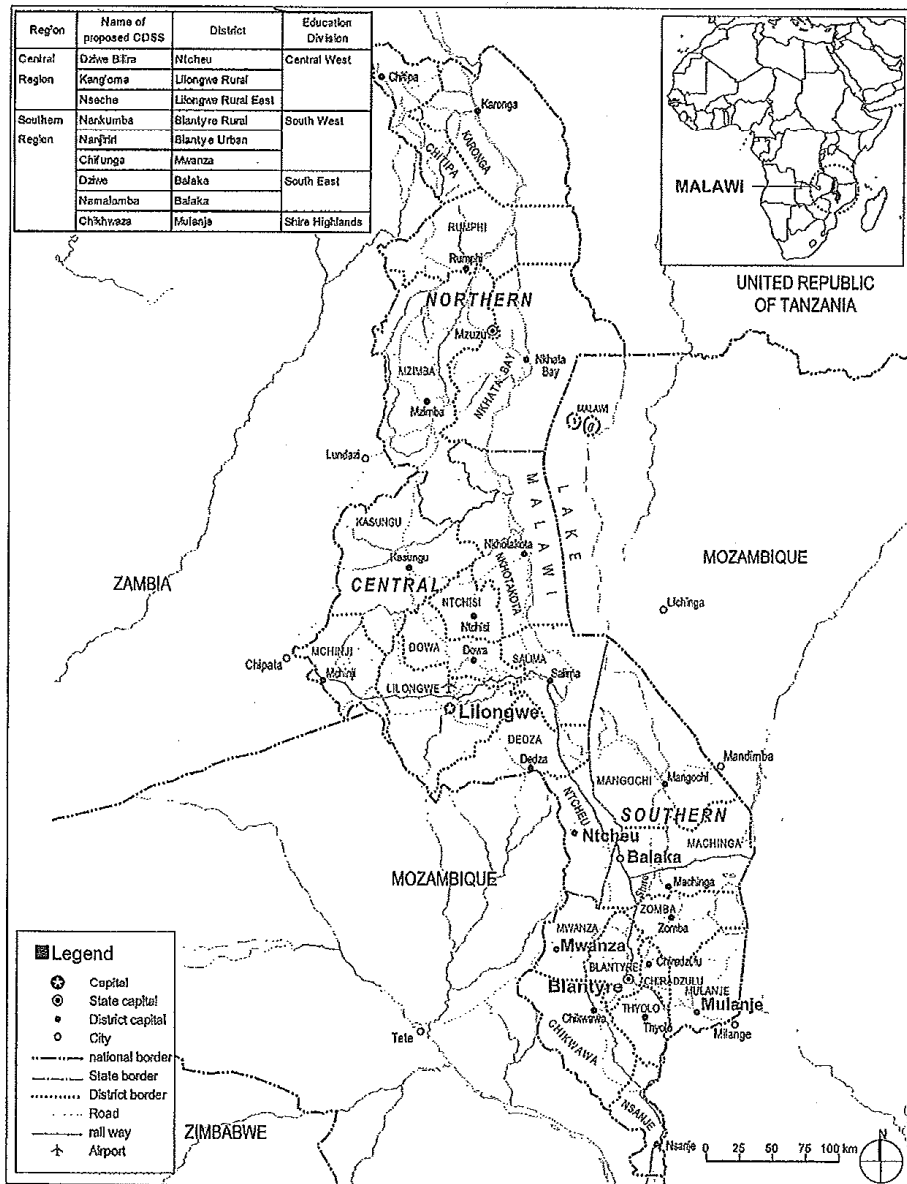 Region Name of proposed CDSS District Education Division
Central Region Dziwe Bilira Ntcheu Central West
Kang'oma Lilongwe Rural
Nseche Lilongwe Rural East
Southern Region Nankumba Blantyre Rural South West
Nanjiriri Blantye Urban
Chifunga Mwanza
Dziwe Balaka South East
Namalomba Balaka
Chikhwaza Mulanje Shire Highlands
MALAWI
UNITED REPUBLIC
OF TANZANIA
Chitipa
Karonga
CHITIPA
KARONGA
RUMPHI
Rumphi
NORTHERN
Mzuzu
MZIMBA
Mzimba
NKHATA BAY
Nkhata
Bay
MALAWI
Lundazi
LAKE
MALAWI
KASUNGU
Kasungu
Nkhotakota
NKHOTAKOTA
MOZAMBIQUE
ZAMBIA
CENTRAL
NTCHISI
Ntchisi
Lichinga
Chipata
MCHINJI
Mchinji
DOWA
Dowa
SALIMA
Salima
LILONGWE
Lilongwe
DEDZA
Dedza
MANGOCHI
Mangochi
Mandimba
NTCHEU
Ntcheu
SOUTHERN
MACHINGA
Balaka
MOZAMBIQUE
Shire
Machinga
ZOMBA
Zomba
MWANZA
Mwanza
BLANTYRE
Blantyre
Chiradzulu
CHIRADZULU
MULANJE
Mulanje
Milange
THYOLO
Thyolo
Chikwawa
CHIKWAWA
NSANJE
Nsanje
Tete
ZIMBABWE
Legend
Capital
State capital
District capital
City
national border
State border
District border
Road
rail way
Airport
0 25 50 75 100 km
N